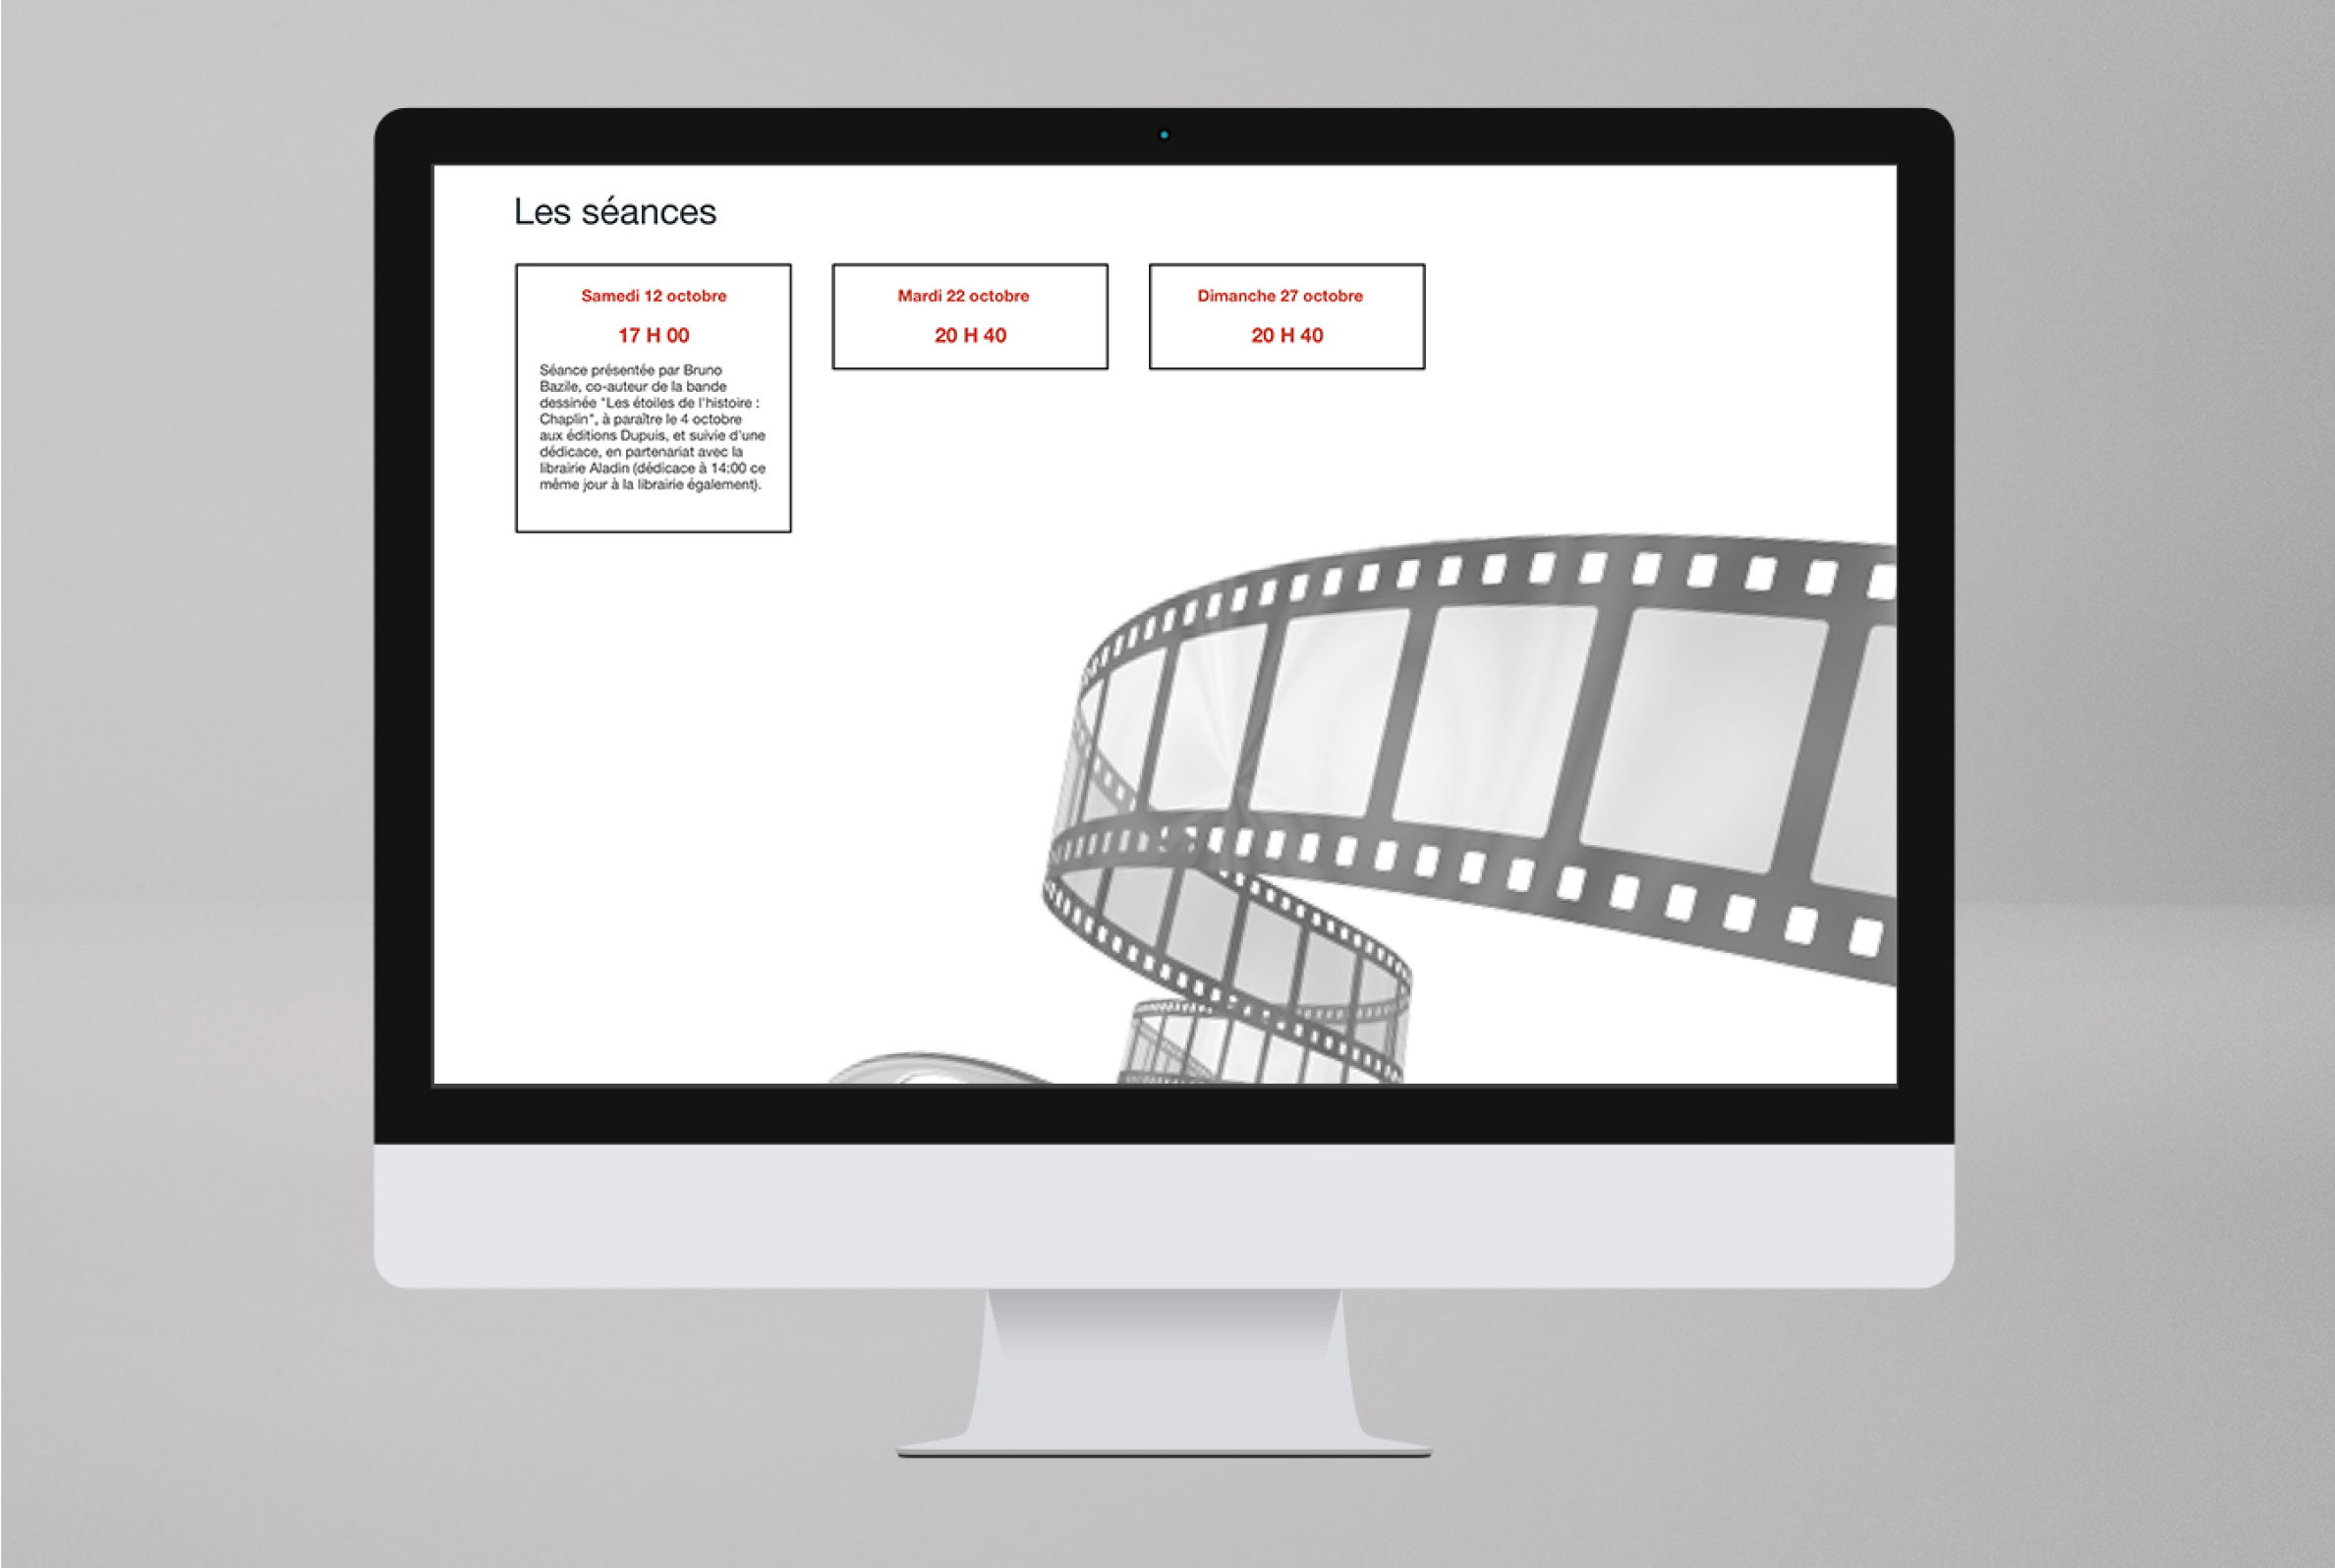 Les séances
Samedi 12 octobre
17 H 00
Séance présentée par Bruno
Bazile, co-auteur de la bande
dessinée "Les étoiles de l'histoire :
Chaplin", à paraître le 4 octobre
aux éditions Dupuis, et suivie d'une
dédicace, en partenariat avec la
librairie Aladin (dédicace à 14:00 ce
même jour à la librairie également).
Mardi 22 octobre
20 H 40
Dimanche 27 octobre
20 H 40